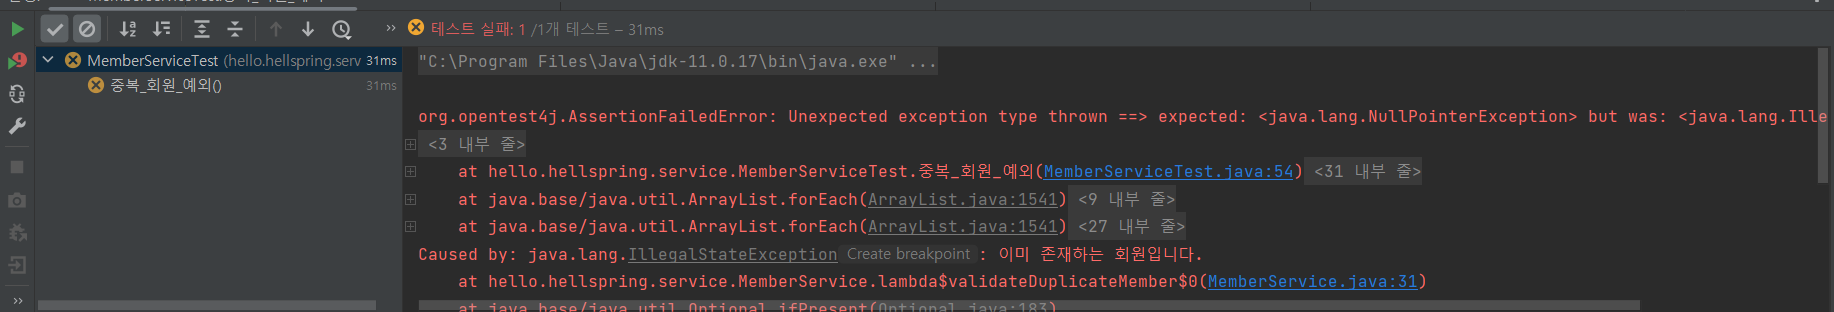 >> 테스트 실패: 1 /1개 테스트 – 31ms
MemberServiceTest (hello.hellspring.serv 31ms
중복_회원_예외() 31ms
"C:\Program Files\Java\jdk-11.0.17\bin\java.exe" ...
org.opentest4j.AssertionFailedError: Unexpected exception type thrown ==> expected: <java.lang.NullPointerException> but was: <java.lang.Ille
<3 내부 줄>
at hello.hellspring.service.MemberServiceTest.중복_회원_예외(MemberServiceTest.java:54) <31 내부 줄>
at java.base/java.util.ArrayList.forEach(ArrayList.java:1541) <9 내부 줄>
at java.base/java.util.ArrayList.forEach(ArrayList.java:1541) <27 내부 줄>
Caused by: java.lang.IllegalStateException Create breakpoint : 이미 존재하는 회원입니다.
at hello.hellspring.service.MemberService.lambda$validateDuplicateMember$0(MemberService.java:31)
at java.base/java.util.Optional.ifPresent(Optional.java:183)
>>